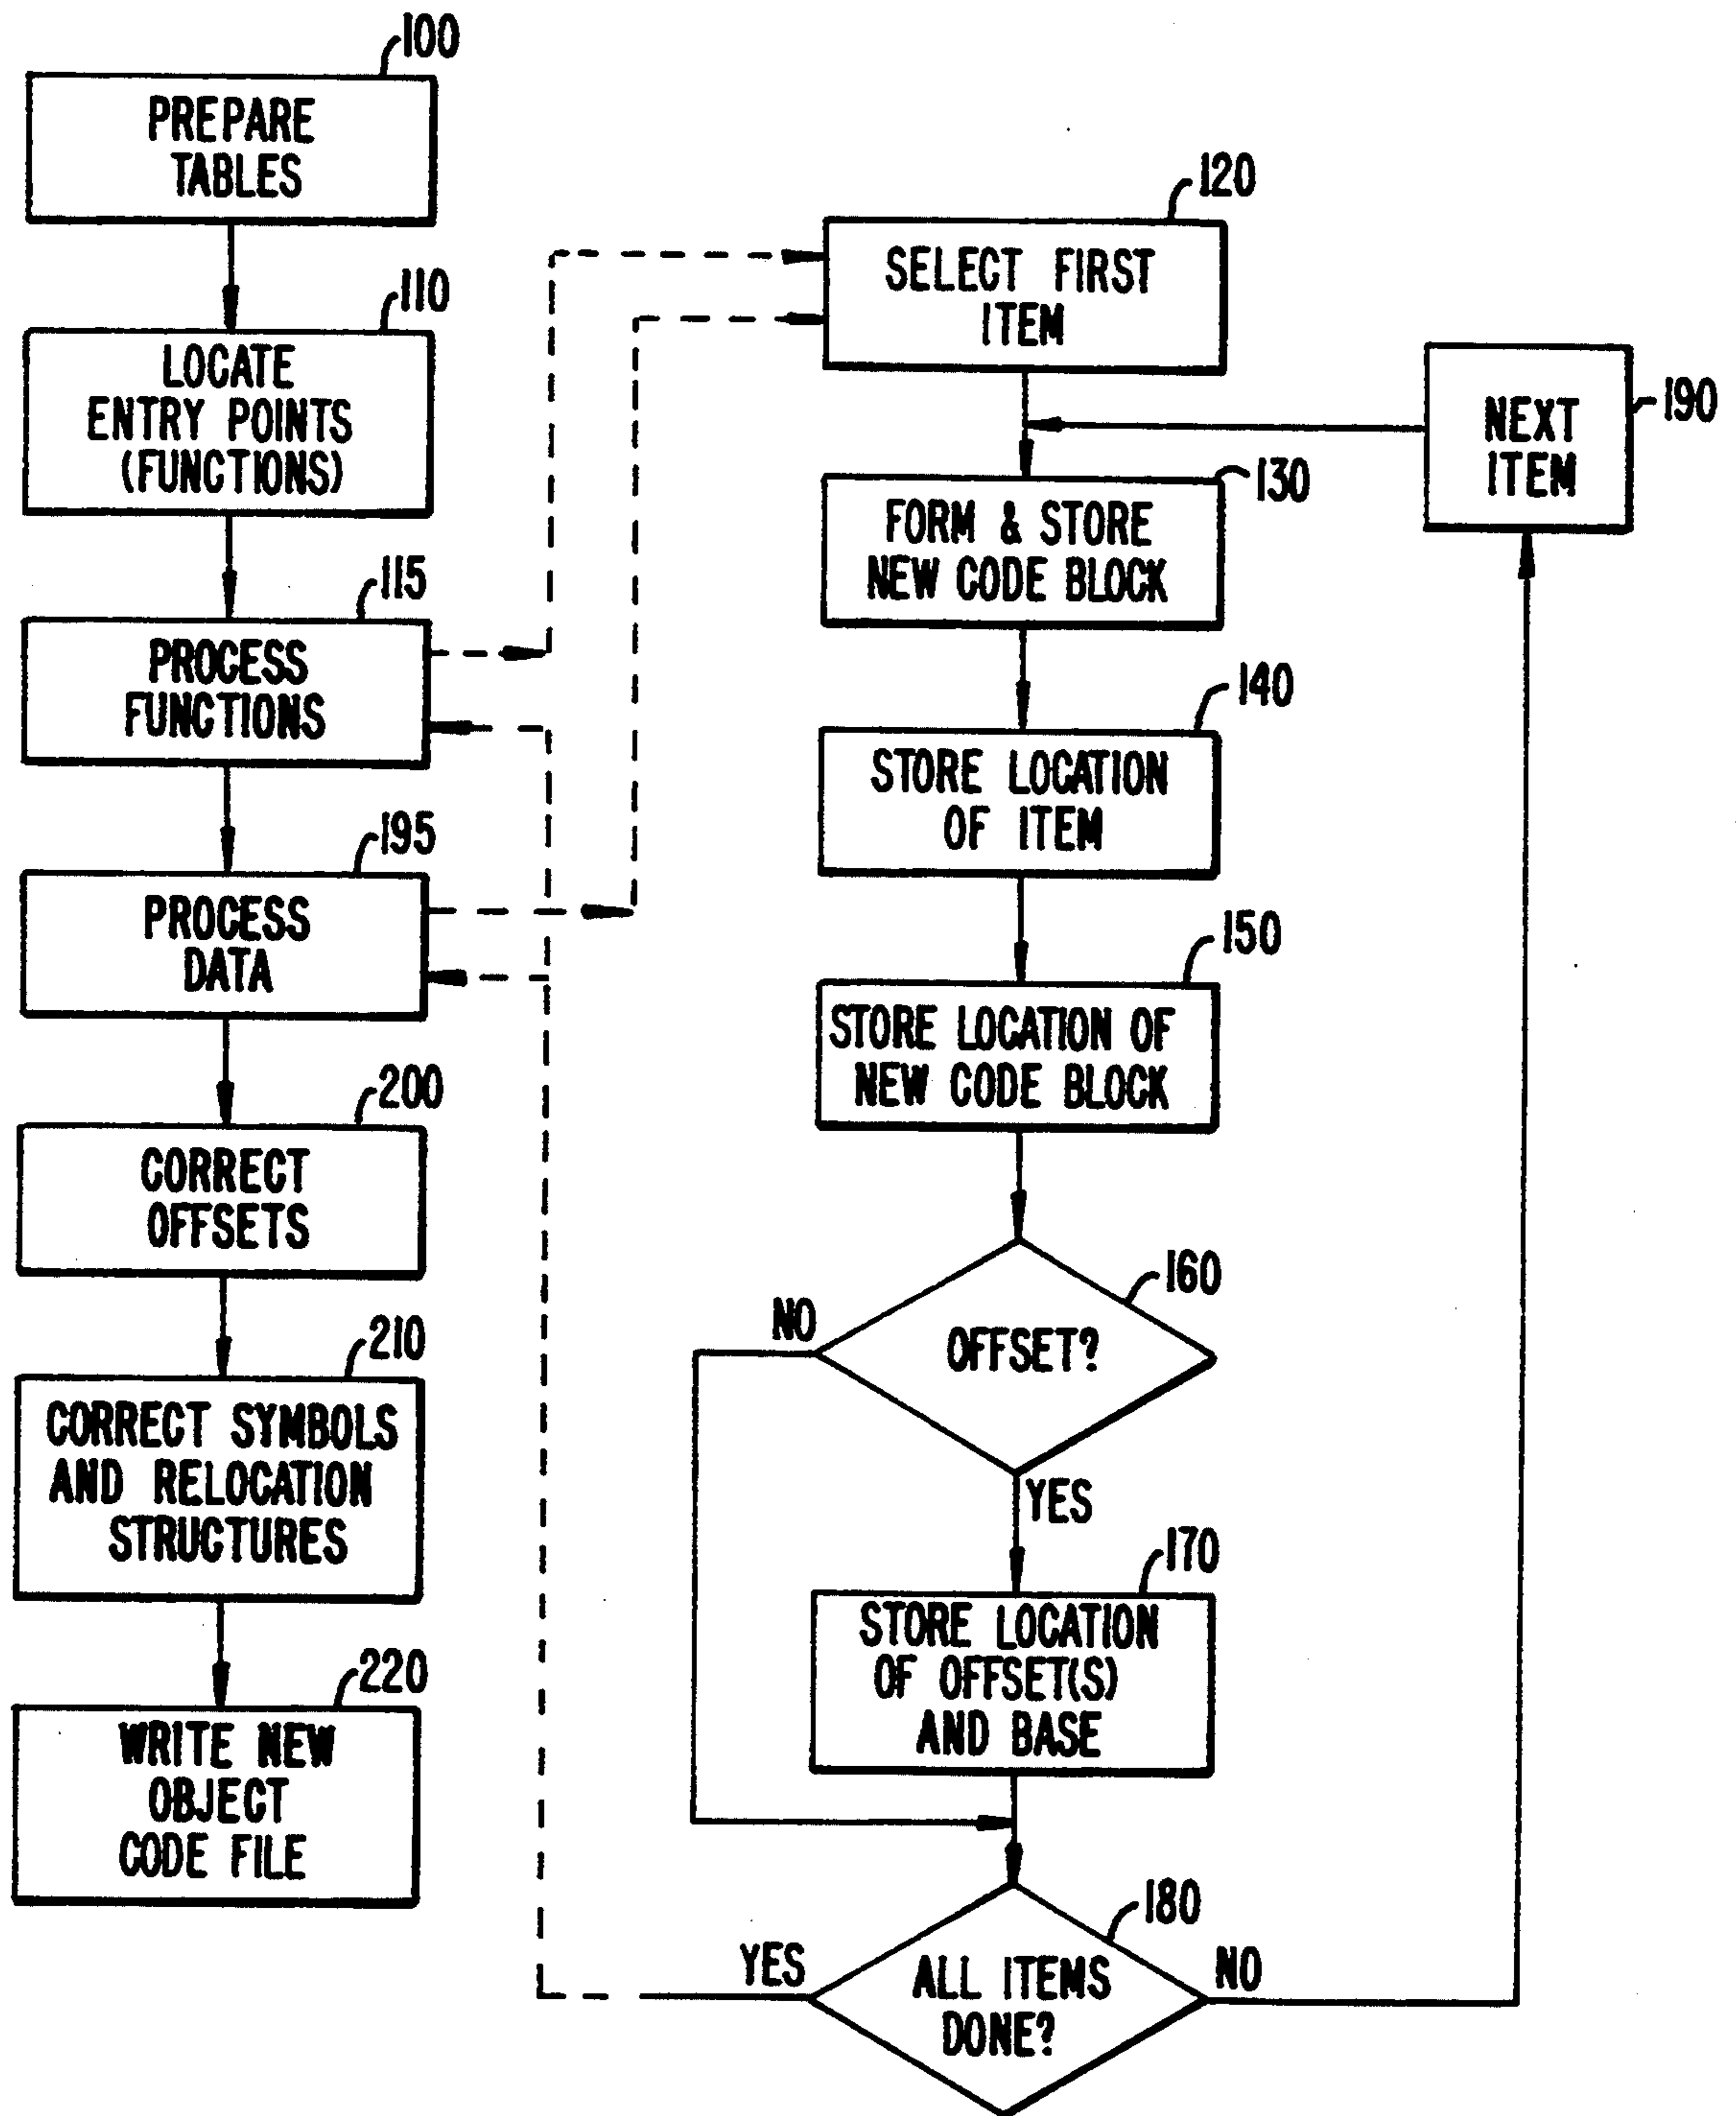 100
PREPARE
TABLES
110
LOCATE
ENTRY POINTS
(FUNCTIONS)
115
PROCESS
FUNCTIONS
195
PROCESS
DATA
200
CORRECT
OFFSETS
210
CORRECT SYMBOLS
AND RELOCATION
STRUCTURES
220
WRITE NEW
OBJECT
CODE FILE
120
SELECT FIRST
ITEM
130
FORM & STORE
NEW CODE BLOCK
140
STORE LOCATION
OF ITEM
150
STORE LOCATION OF
NEW CODE BLOCK
160
OFFSET?
NO
YES
170
STORE LOCATION
OF OFFSET(S)
AND BASE
180
ALL ITEMS
DONE?
YES
NO
190
NEXT
ITEM